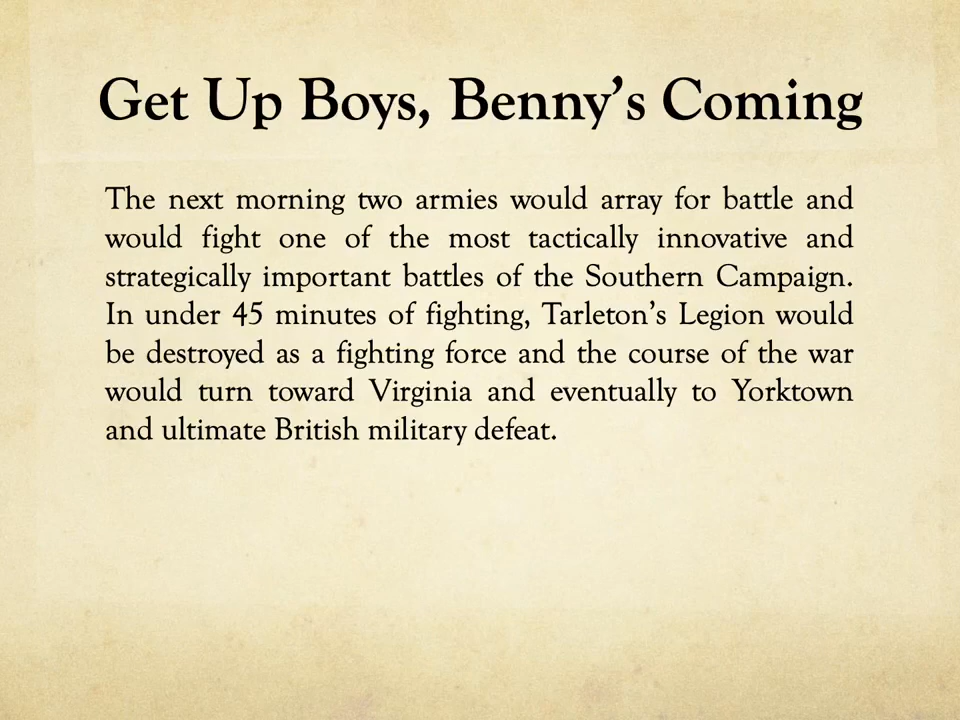 Get Up Boys, Benny’s Coming
The next morning two armies would array for battle and
would fight one of the most tactically innovative and
strategically important battles of the Southern Campaign.
In under 45 minutes of fighting, Tarleton’s Legion would
be destroyed as a fighting force and the course of the war
would turn toward Virginia and eventually to Yorktown
and ultimate British military defeat.